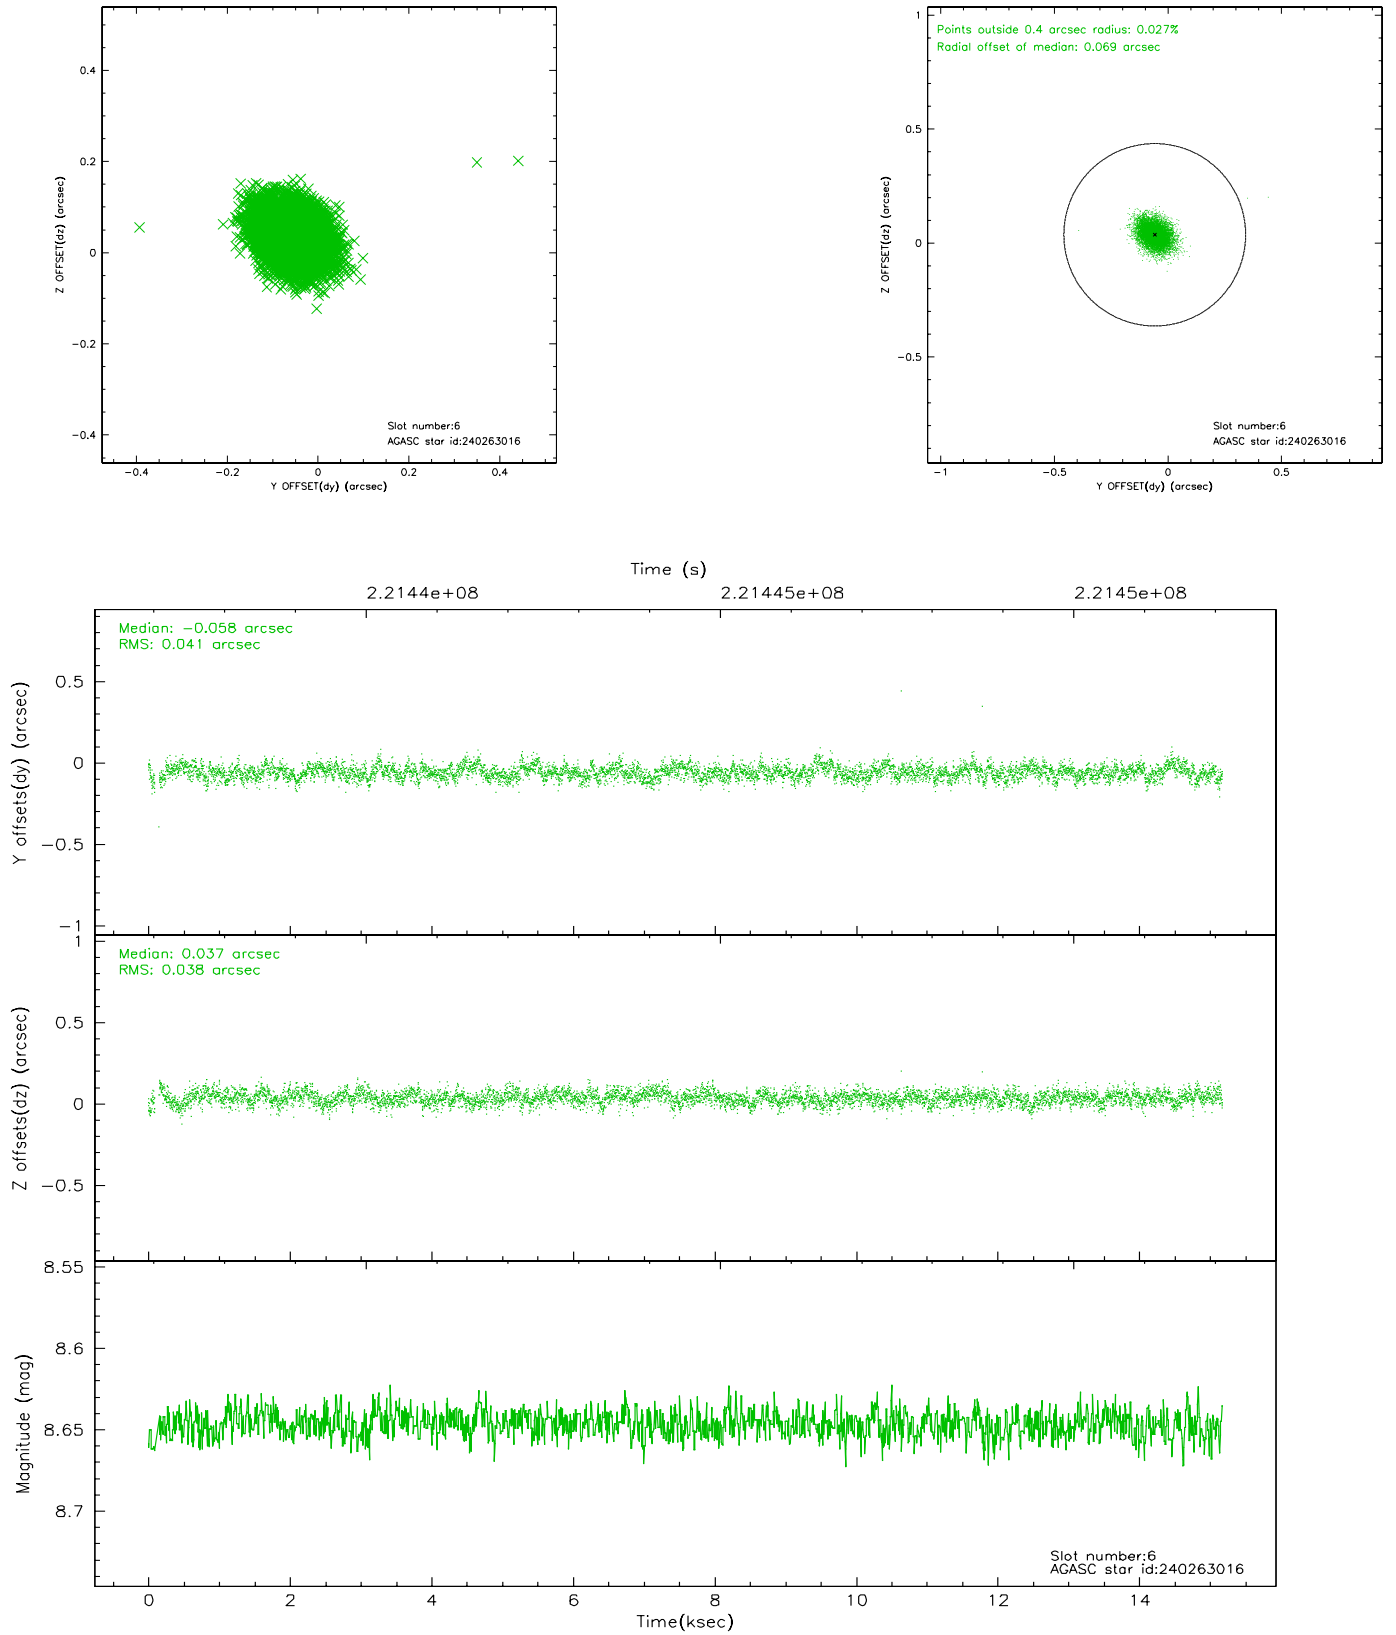 0.4
0.2
0
−0.2
−0.4
Z OFFSET(dz) (arcsec)
Slot number:6
AGASC star id:240263016
−0.4 −0.2 0 0.2 0.4
Y OFFSET(dy) (arcsec)
Points outside 0.4 arcsec radius: 0.027%
Radial offset of median: 0.069 arcsec
1
0.5
0
−0.5
Z OFFSET(dz) (arcsec)
Slot number:6
AGASC star id:240263016
−1 −0.5 0 0.5
Y OFFSET(dy) (arcsec)
Time (s)
2.2144e+08 2.21445e+08 2.2145e+08
Median: −0.058 arcsec
RMS: 0.041 arcsec
0.5
0
−0.5
−1
Y offsets(dy) (arcsec)
Median: 0.037 arcsec
RMS: 0.038 arcsec
1
0.5
0
−0.5
Z offsets(dz) (arcsec)
8.55
8.6
8.65
8.7
Magnitude (mag)
Slot number:6
AGASC star id:240263016
0 2 4 6 8 10 12 14
Time(ksec)